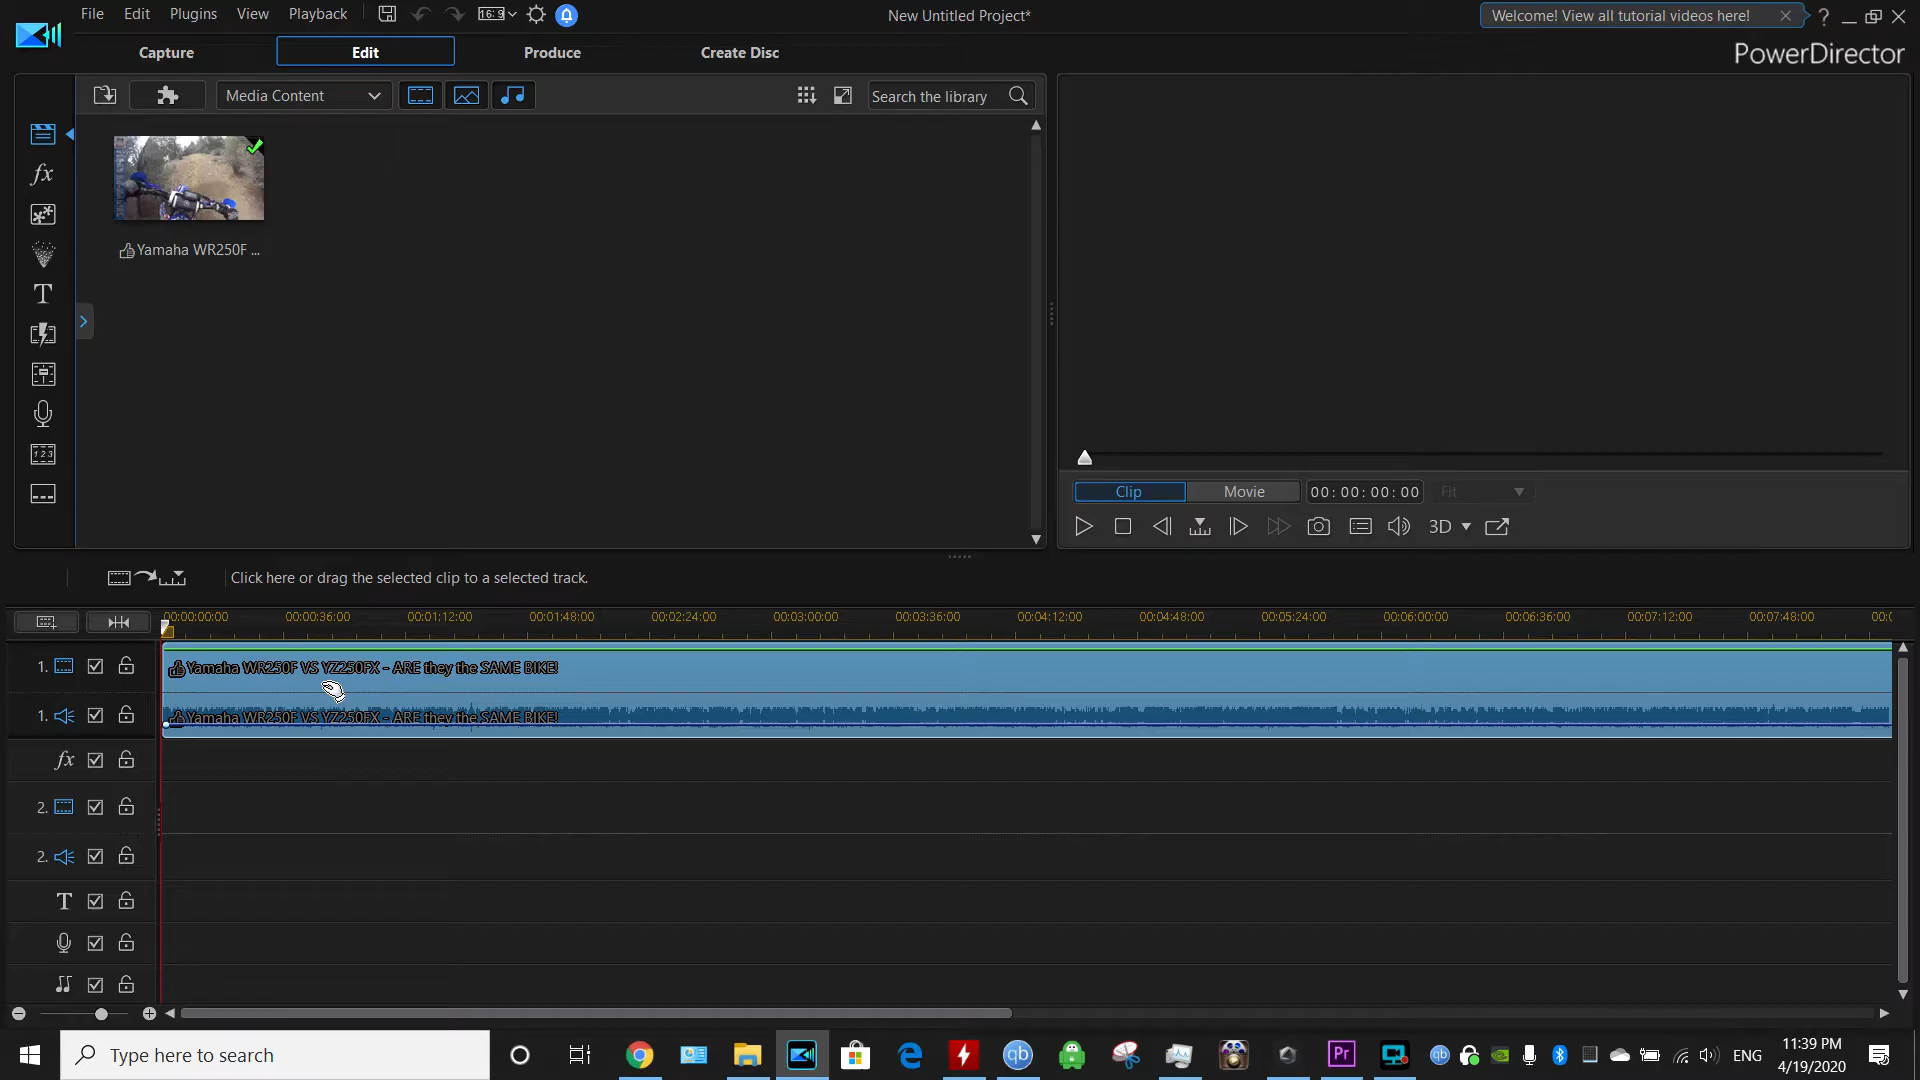 File Edit Plugins View Playback 16:9 New Untitled Project* Welcome! View all tutorial videos here! ?
Capture Edit Produce Create Disc PowerDirector
Media Content Search the library
Yamaha WR250F ...
fx
T
Clip Movie 00:00:00:00 Fit
3D
Click here or drag the selected clip to a selected track.
00:00:00:00 00:00:36:00 00:01:12:00 00:01:48:00 00:02:24:00 00:03:00:00 00:03:36:00 00:04:12:00 00:04:48:00 00:05:24:00 00:06:00:00 00:06:36:00 00:07:12:00 00:07:48:00 00:0
1. Yamaha WR250F VS YZ250FX - ARE they the SAME BIKE!
1. Yamaha WR250F VS YZ250FX - ARE they the SAME BIKE!
fx
2.
2.
T
Type here to search qb Pr qb ENG 11:39 PM
4/19/2020